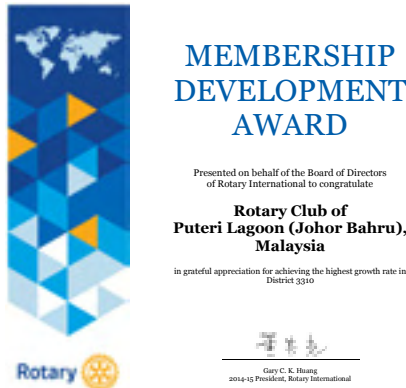 MEMBERSHIP
DEVELOPMENT
AWARD
Presented on behalf of the Board of Directors
of Rotary International to congratulate
Rotary Club of
Puteri Lagoon (Johor Bahru),
Malaysia
in grateful appreciation for achieving the highest growth rate in
District 3310
Gary C. K. Huang
2014-15 President, Rotary International
Rotary